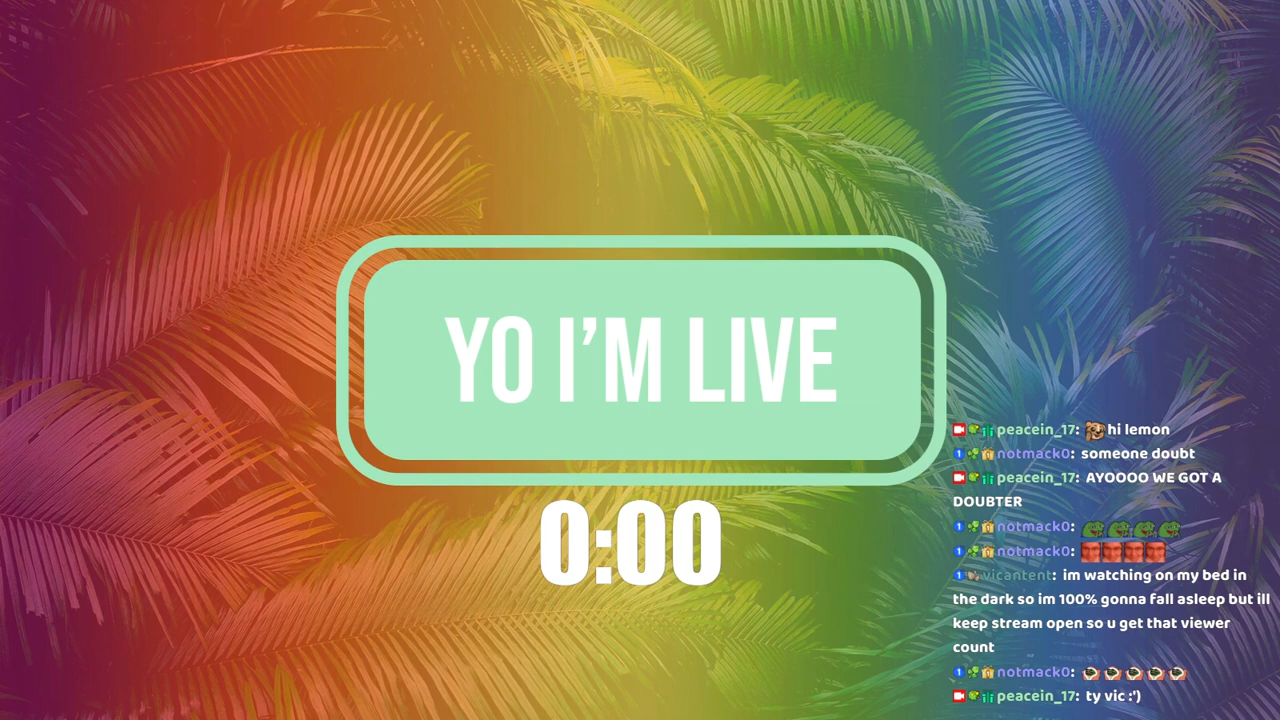 YO I'M LIVE
0:00
peacein_17: hi lemon
notmack0: someone doubt
peacein_17: AYOOOO WE GOT A
DOUBTER
notmack0:
notmack0:
vicantent: im watching on my bed in
the dark so im 100% gonna fall asleep but ill
keep stream open so u get that viewer
count
notmack0:
peacein_17: ty vic :')